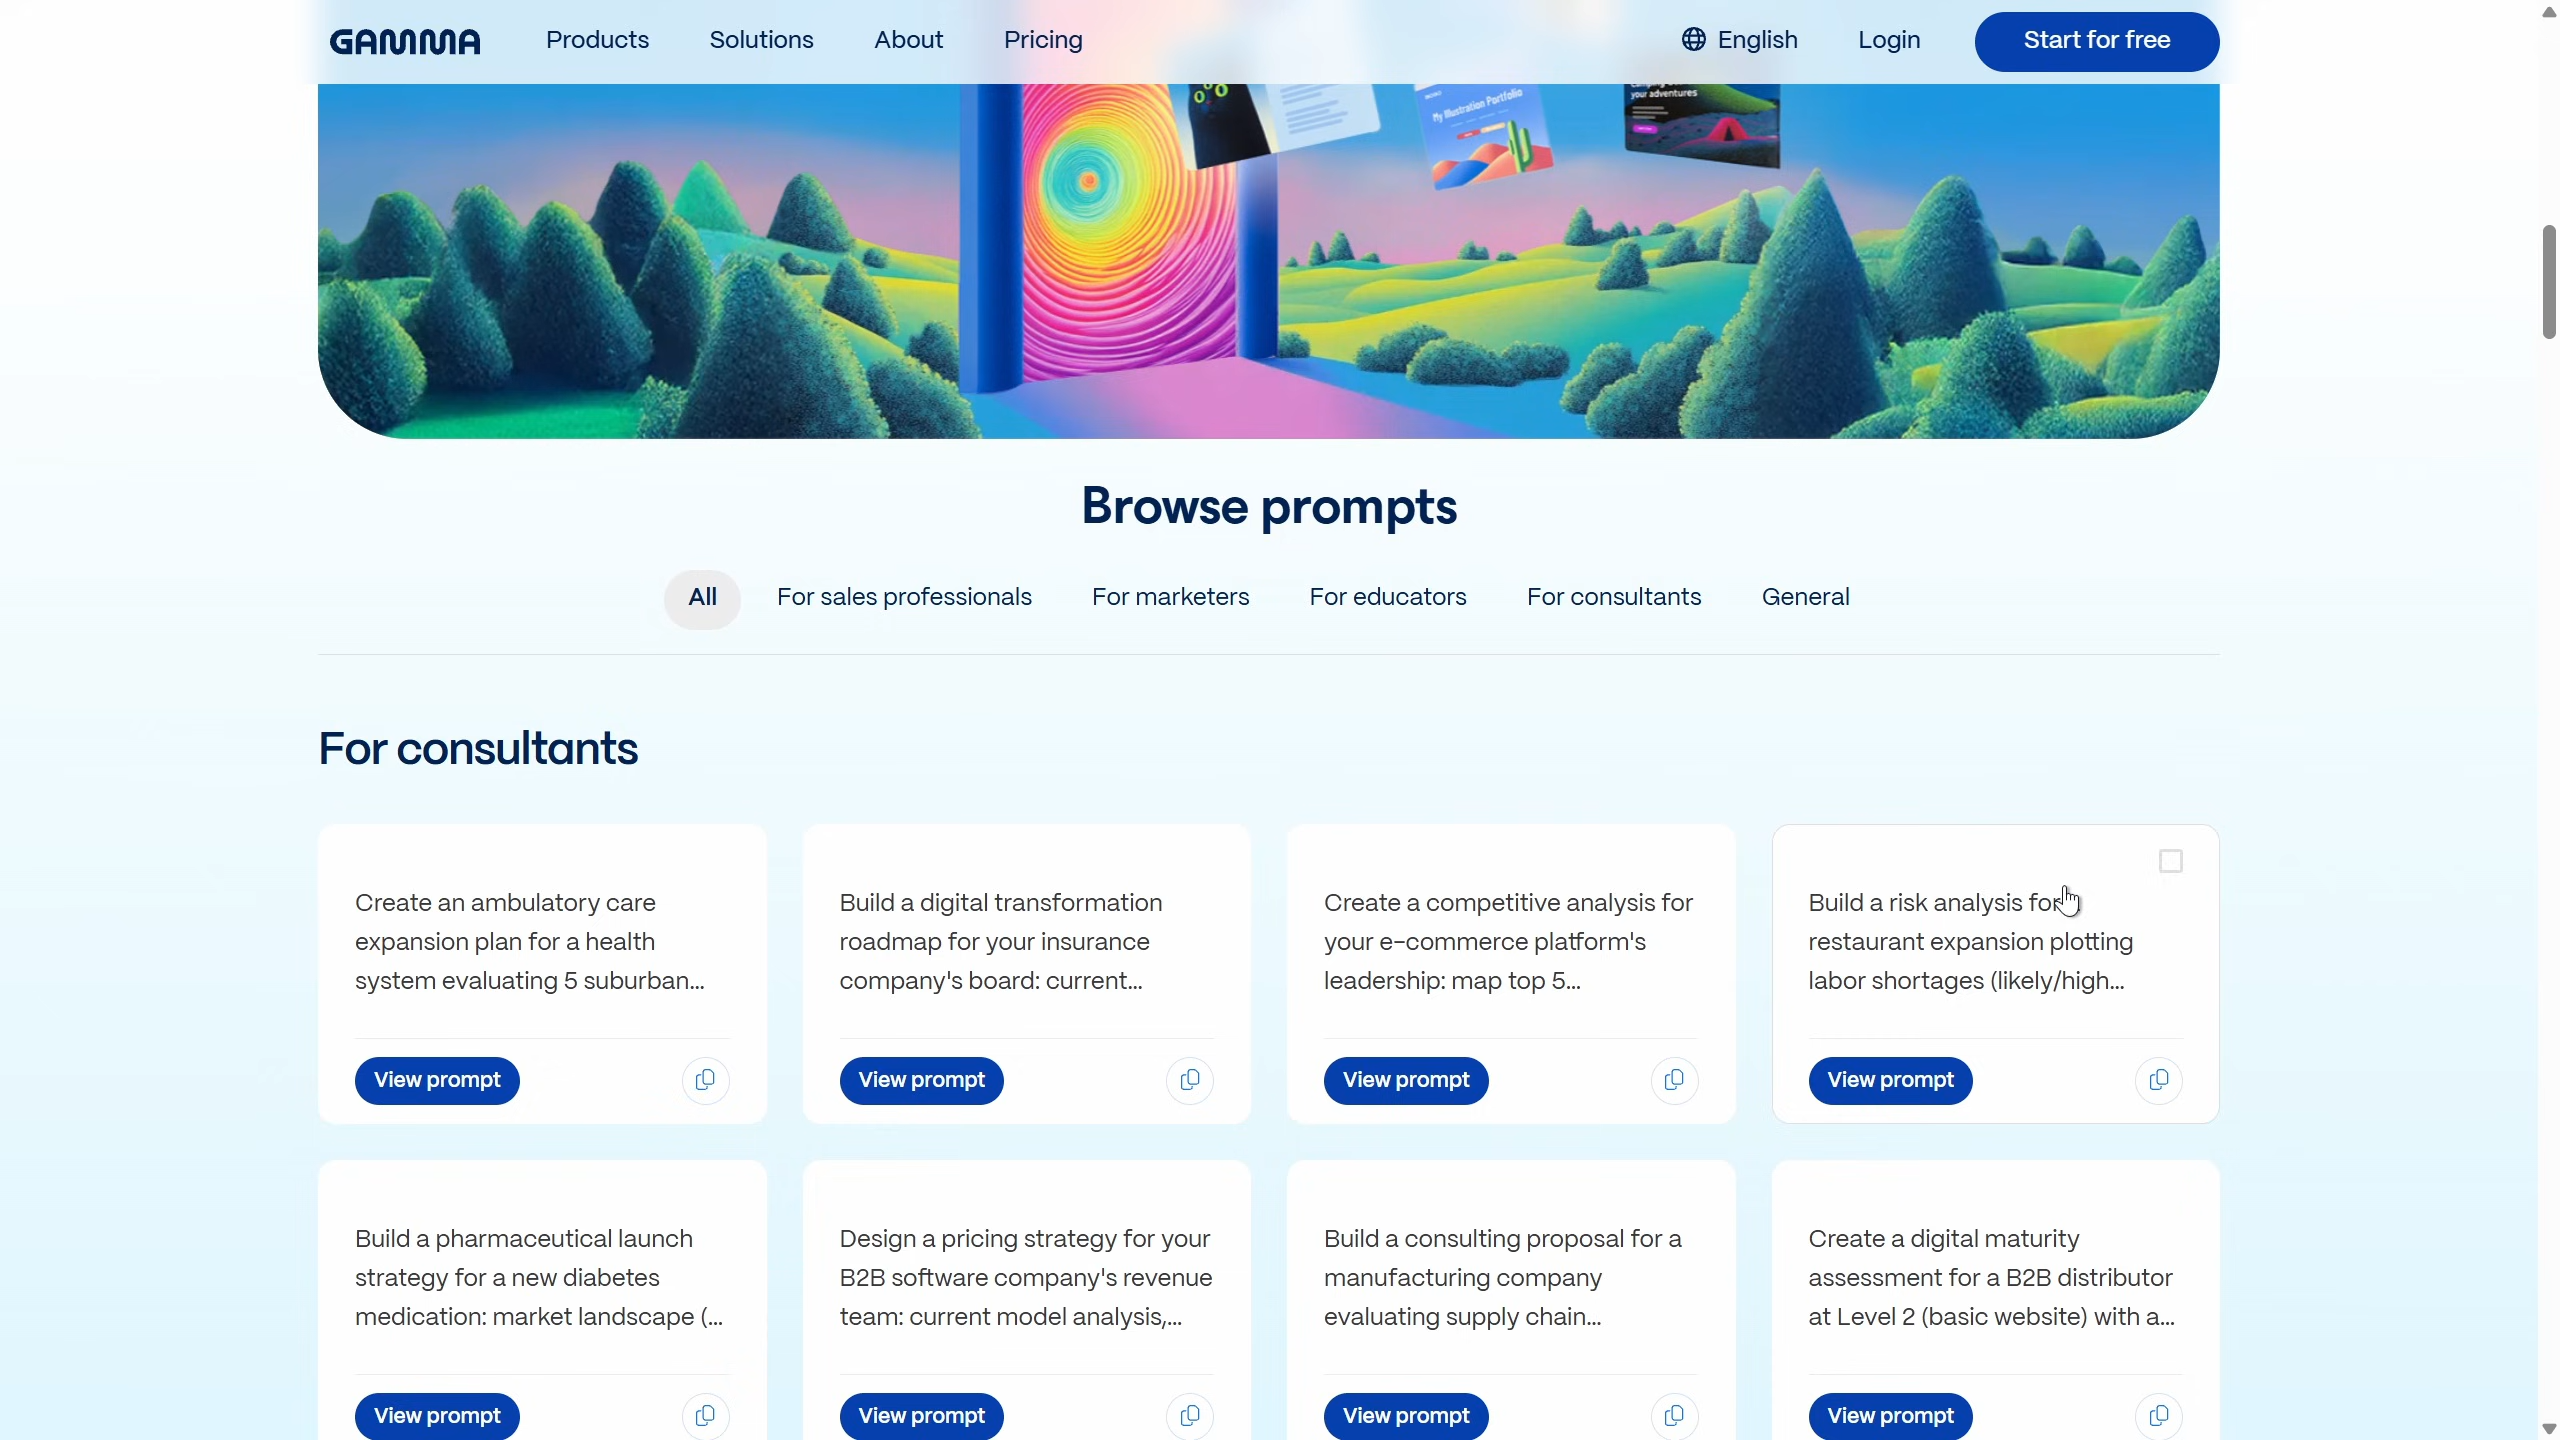 GAMMA
Products
Solutions
About
Pricing
English
Login
Start for free
My Illustration Portfolio
your adventures
Browse prompts
All
For sales professionals
For marketers
For educators
For consultants
General
For consultants
Create an ambulatory care
expansion plan for a health
system evaluating 5 suburban...
View prompt
Build a digital transformation
roadmap for your insurance
company's board: current...
View prompt
Create a competitive analysis for
your e-commerce platform's
leadership: map top 5...
View prompt
Build a risk analysis for
restaurant expansion plotting
labor shortages (likely/high...
View prompt
Build a pharmaceutical launch
strategy for a new diabetes
medication: market landscape (...
View prompt
Design a pricing strategy for your
B2B software company's revenue
team: current model analysis,...
View prompt
Build a consulting proposal for a
manufacturing company
evaluating supply chain...
View prompt
Create a digital maturity
assessment for a B2B distributor
at Level 2 (basic website) with a...
View prompt